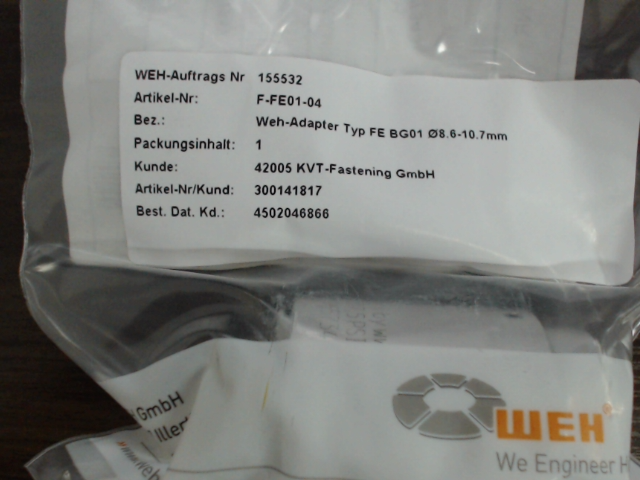 WEH-Auftrags Nr 155532
Artikel-Nr: F-FE01-04
Bez.: Weh-Adapter Typ FE BG01 Ø8.6-10.7mm
Packungsinhalt: 1
Kunde: 42005 KVT-Fastening GmbH
Artikel-Nr/Kund: 300141817
Best. Dat. Kd.: 4502046866
GmbH
WEH®
We Engineer